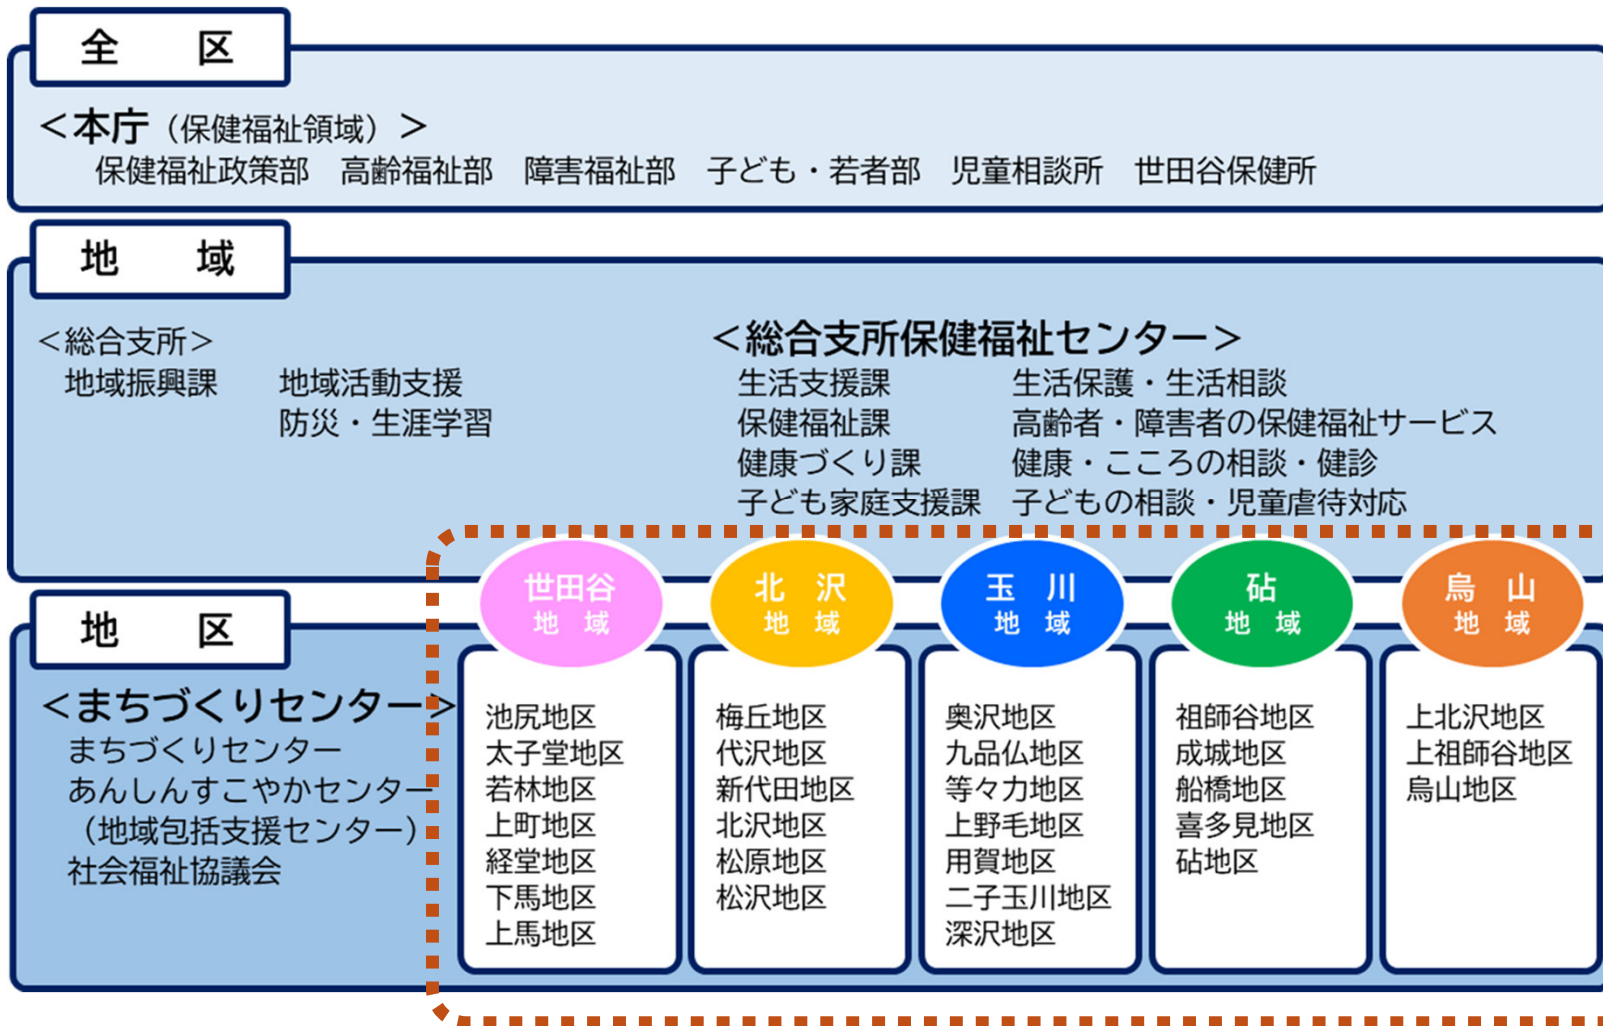 全　区
＜本庁（保健福祉領域）＞
保健福祉政策部　高齢福祉部　障害福祉部　子ども・若者部　児童相談所　世田谷保健所
地　域
＜総合支所＞
地域振興課　地域活動支援
防災・生涯学習
＜総合支所保健福祉センター＞
生活支援課　生活保護・生活相談
保健福祉課　高齢者・障害者の保健福祉サービス
健康づくり課　健康・こころの相談・健診
子ども家庭支援課　子どもの相談・児童虐待対応
地　区
＜まちづくりセンター＞
まちづくりセンター
あんしんすこやかセンター
（地域包括支援センター）
社会福祉協議会
世田谷
地　域
池尻地区
太子堂地区
若林地区
上町地区
経堂地区
下馬地区
上馬地区
北　沢
地　域
梅丘地区
代沢地区
新代田地区
北沢地区
松原地区
松沢地区
玉　川
地　域
奥沢地区
九品仏地区
等々力地区
上野毛地区
用賀地区
二子玉川地区
深沢地区
砧
地　域
祖師谷地区
成城地区
船橋地区
喜多見地区
砧地区
烏　山
地　域
上北沢地区
上祖師谷地区
烏山地区